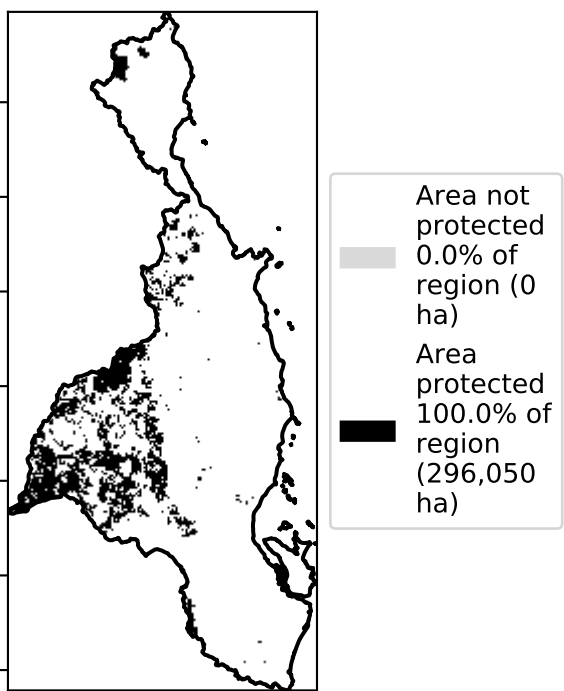 Area not
protected
0.0% of
region (0
ha)
Area
protected
100.0% of
region
(296,050
ha)